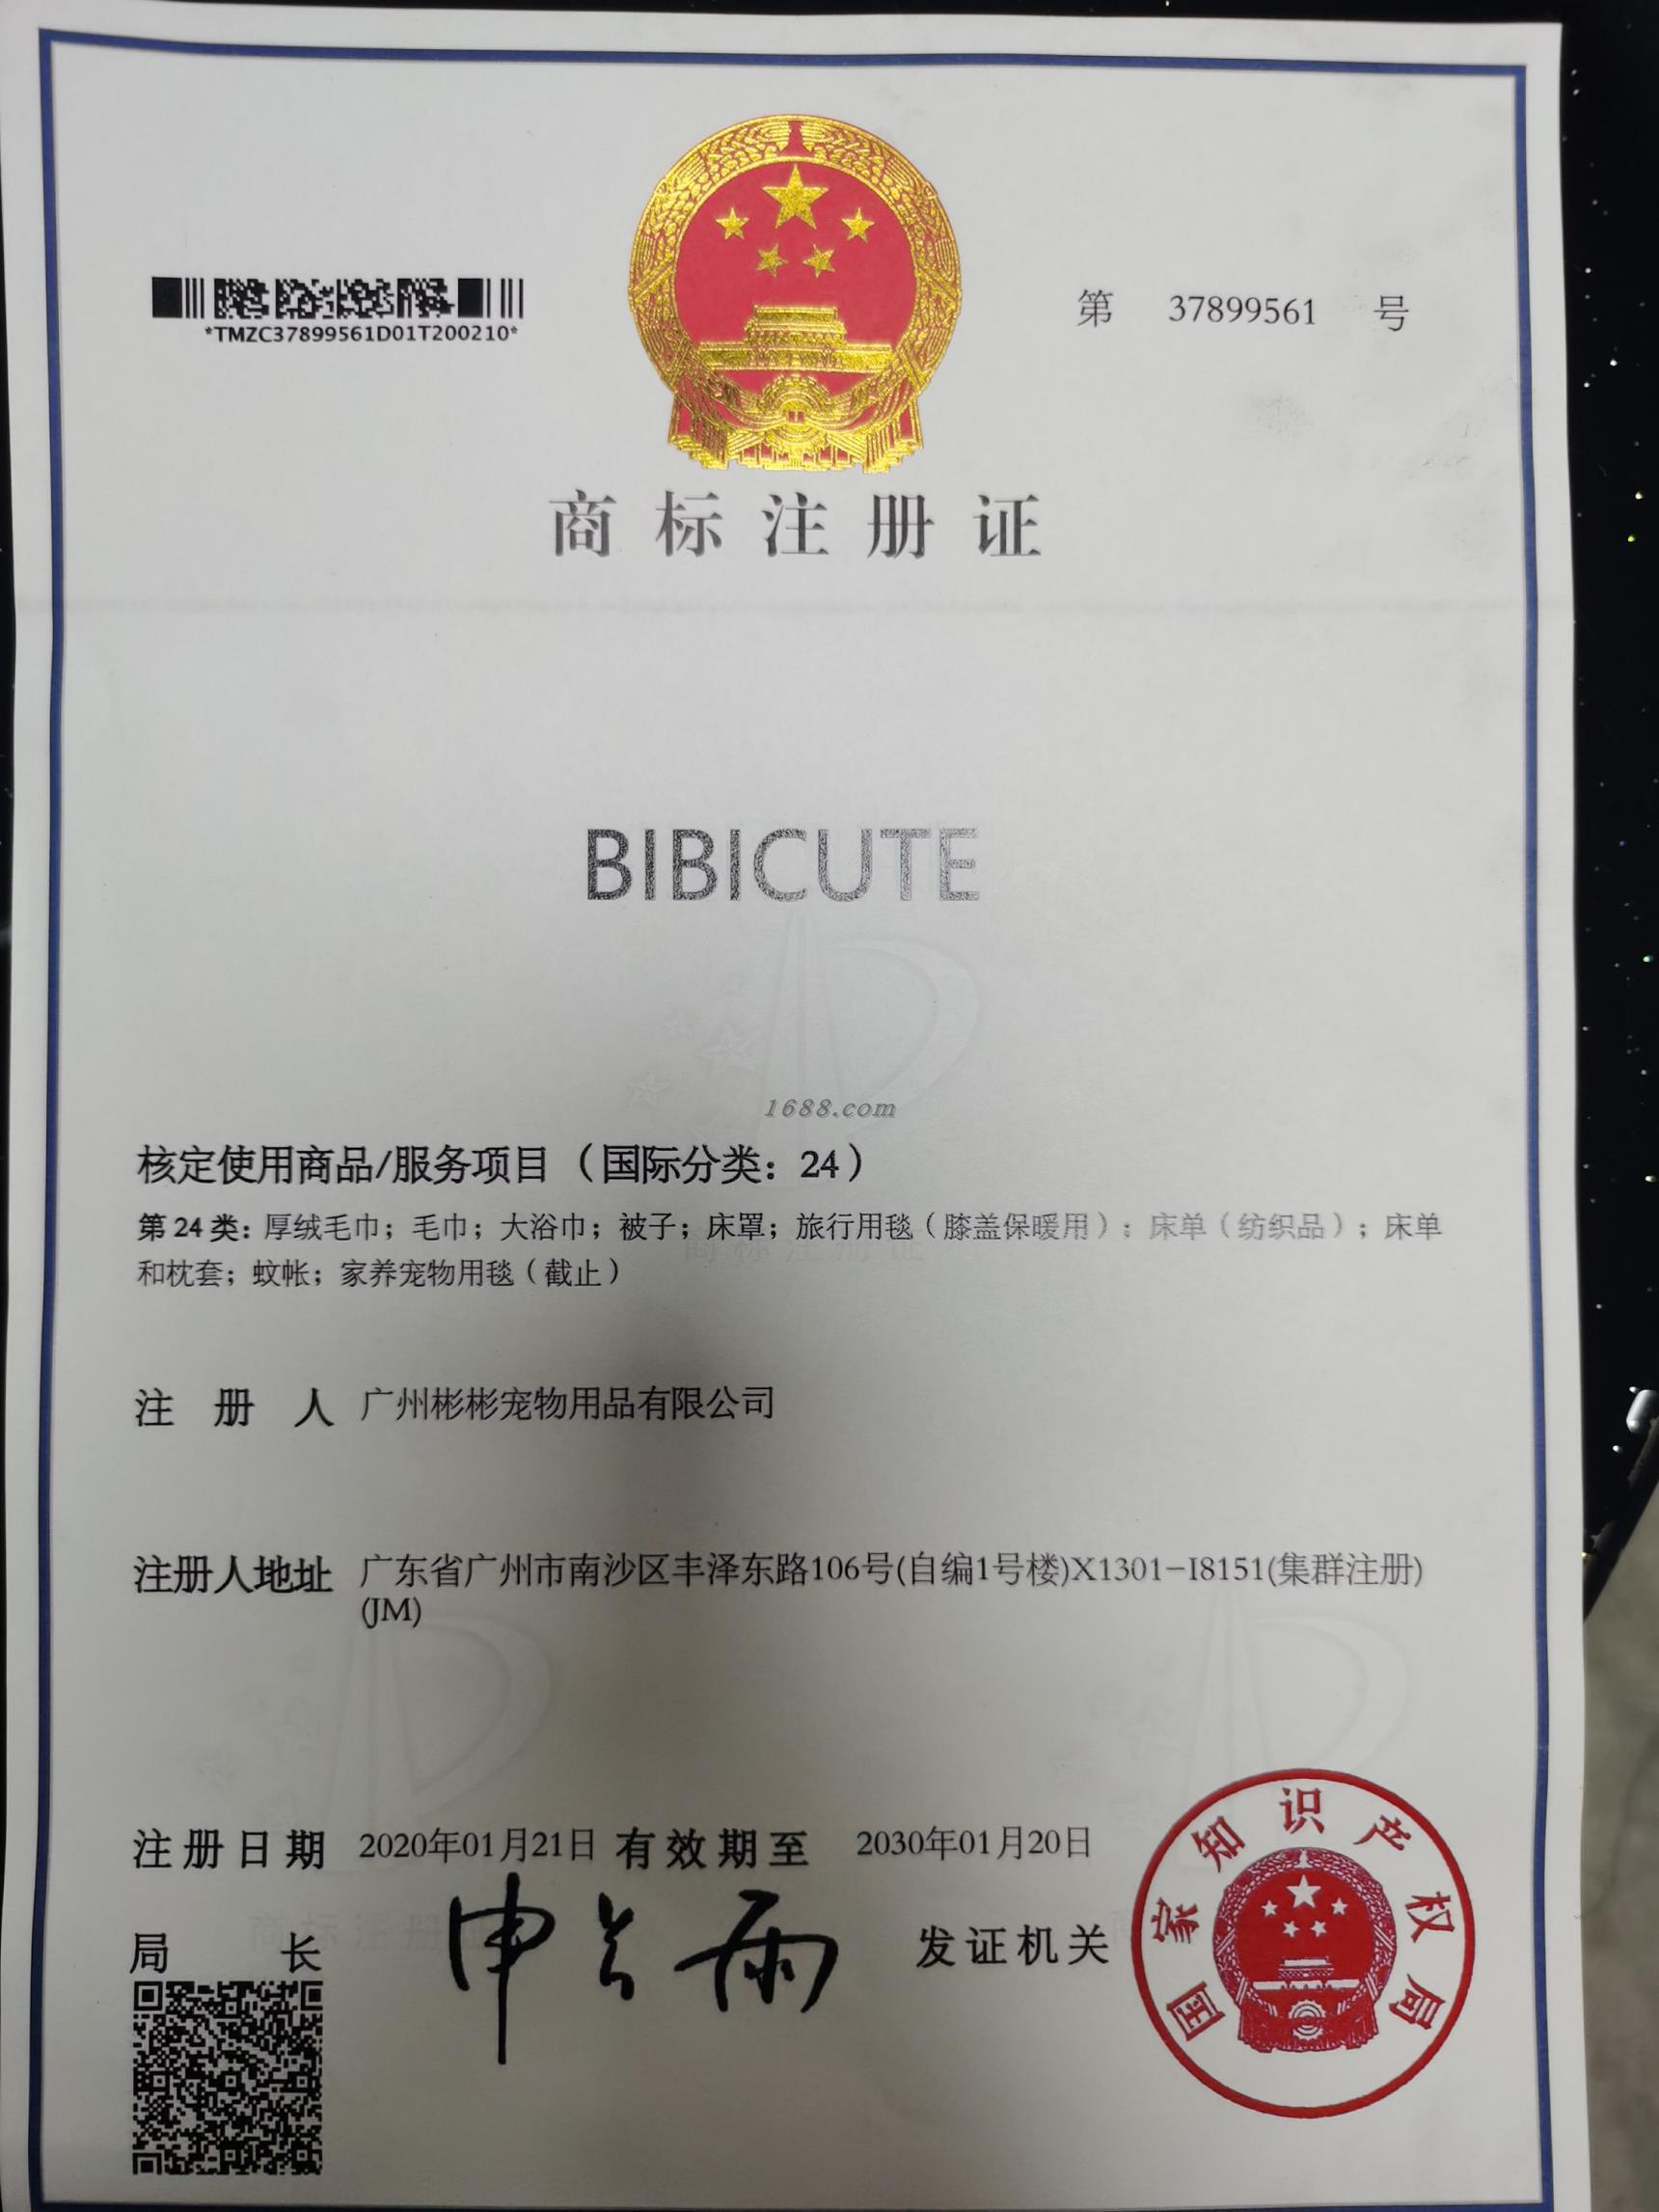 *TMZC37899561D01T200210*
第 37899561 号
商标注册证
BIBICUTE
1688.com
核定使用商品/服务项目（国际分类：24）
第24类：厚绒毛巾；毛巾；大浴巾；被子；床罩；旅行用毯（膝盖保暖用）；床单（纺织品）；床单
和枕套；蚊帐；家养宠物用毯（截止）
商标注册证
注册人 广州彬彬宠物用品有限公司
注册人地址 广东省广州市南沙区丰泽东路106号(自编1号楼)X1301-I8151(集群注册)
(JM)
注册日期 2020年01月21日 有效期至 2030年01月20日
局长 申长雨 发证机关
国家知识产权局